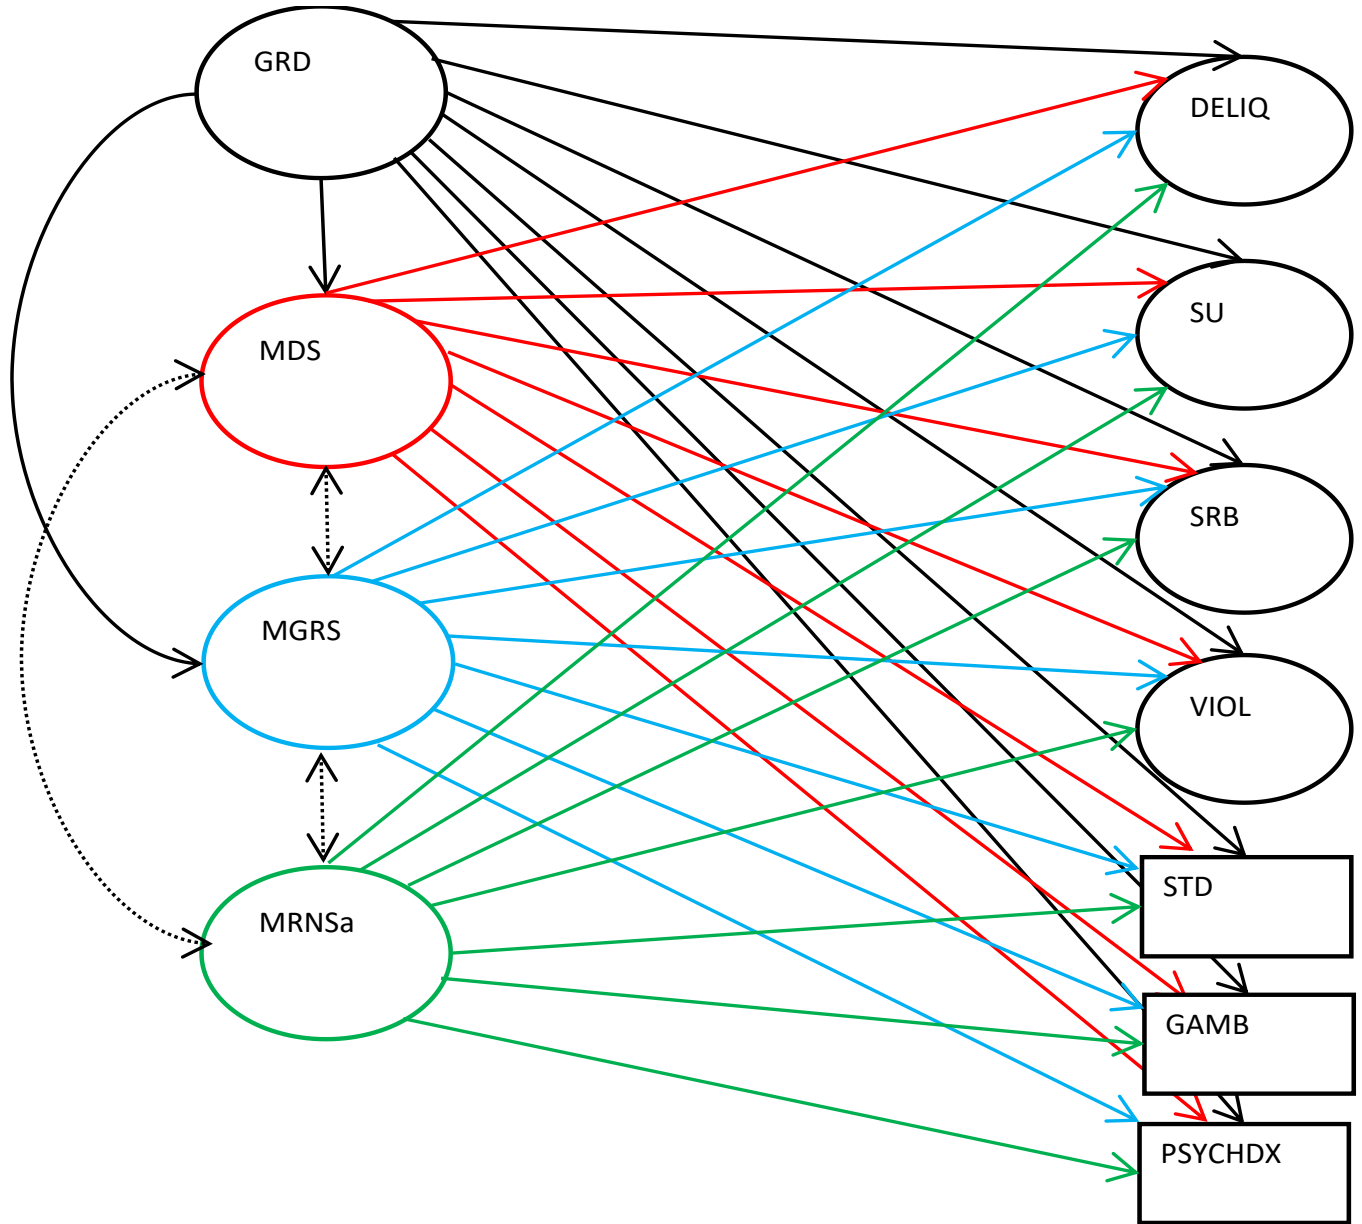 GRD
DELIQ
SU
MDS
SRB
MGRS
VIOL
STD
MRNSa
GAMB
PSYCHDX